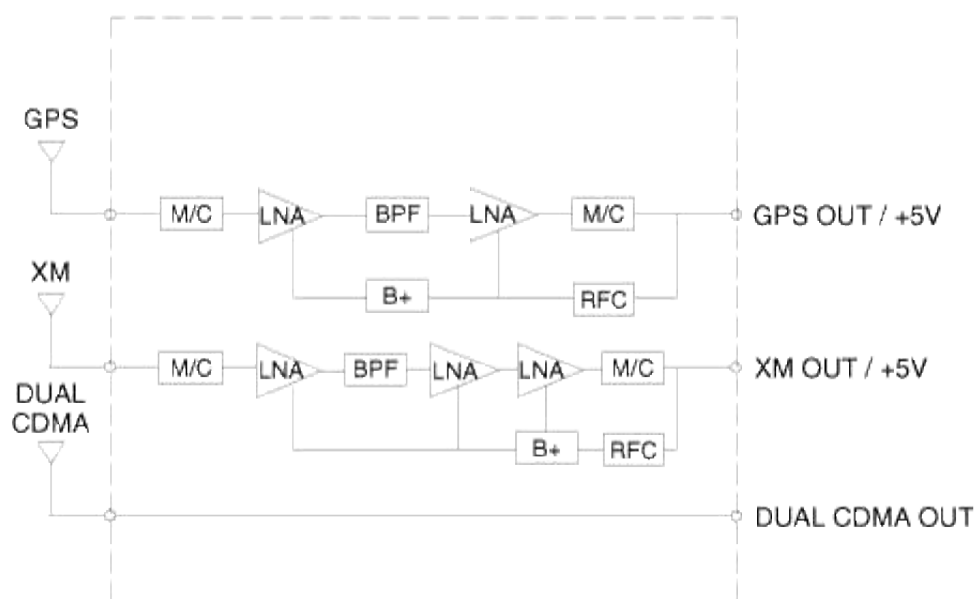 GPS
M/C LNA BPF LNA M/C GPS OUT / +5V
B+ RFC
XM
M/C LNA BPF LNA LNA M/C XM OUT / +5V
DUAL
CDMA
B+ RFC
DUAL CDMA OUT